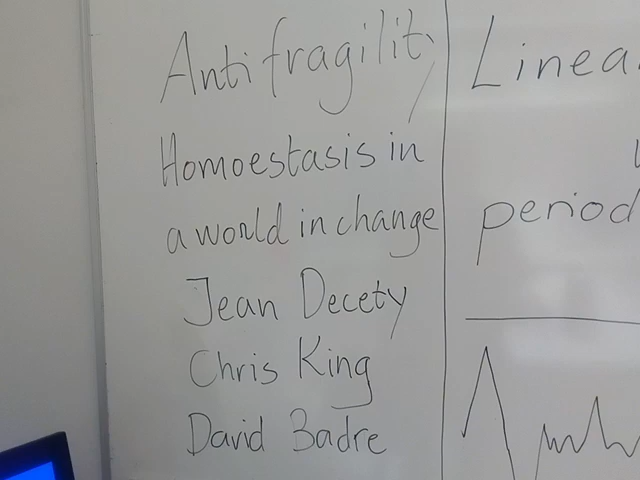 Antifragility
Homoestasis in
a world in change
Jean Decety
Chris King
David Badre
Linea
period